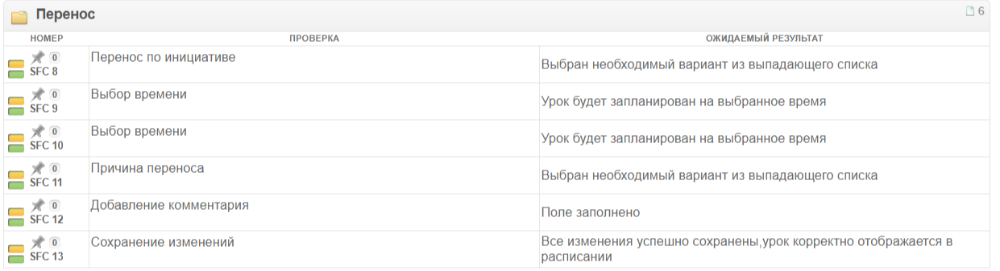 Перенос
6
НОМЕР ПРОВЕРКА ОЖИДАЕМЫЙ РЕЗУЛЬТАТ
0
SFC 8
Перенос по инициативе
Выбран необходимый вариант из выпадающего списка
0
SFC 9
Выбор времени
Урок будет запланирован на выбранное время
0
SFC 10
Выбор времени
Урок будет запланирован на выбранное время
0
SFC 11
Причина переноса
Выбран необходимый вариант из выпадающего списка
0
SFC 12
Добавление комментария
Поле заполнено
0
SFC 13
Сохранение изменений
Все изменения успешно сохранены,урок корректно отображается в
расписании